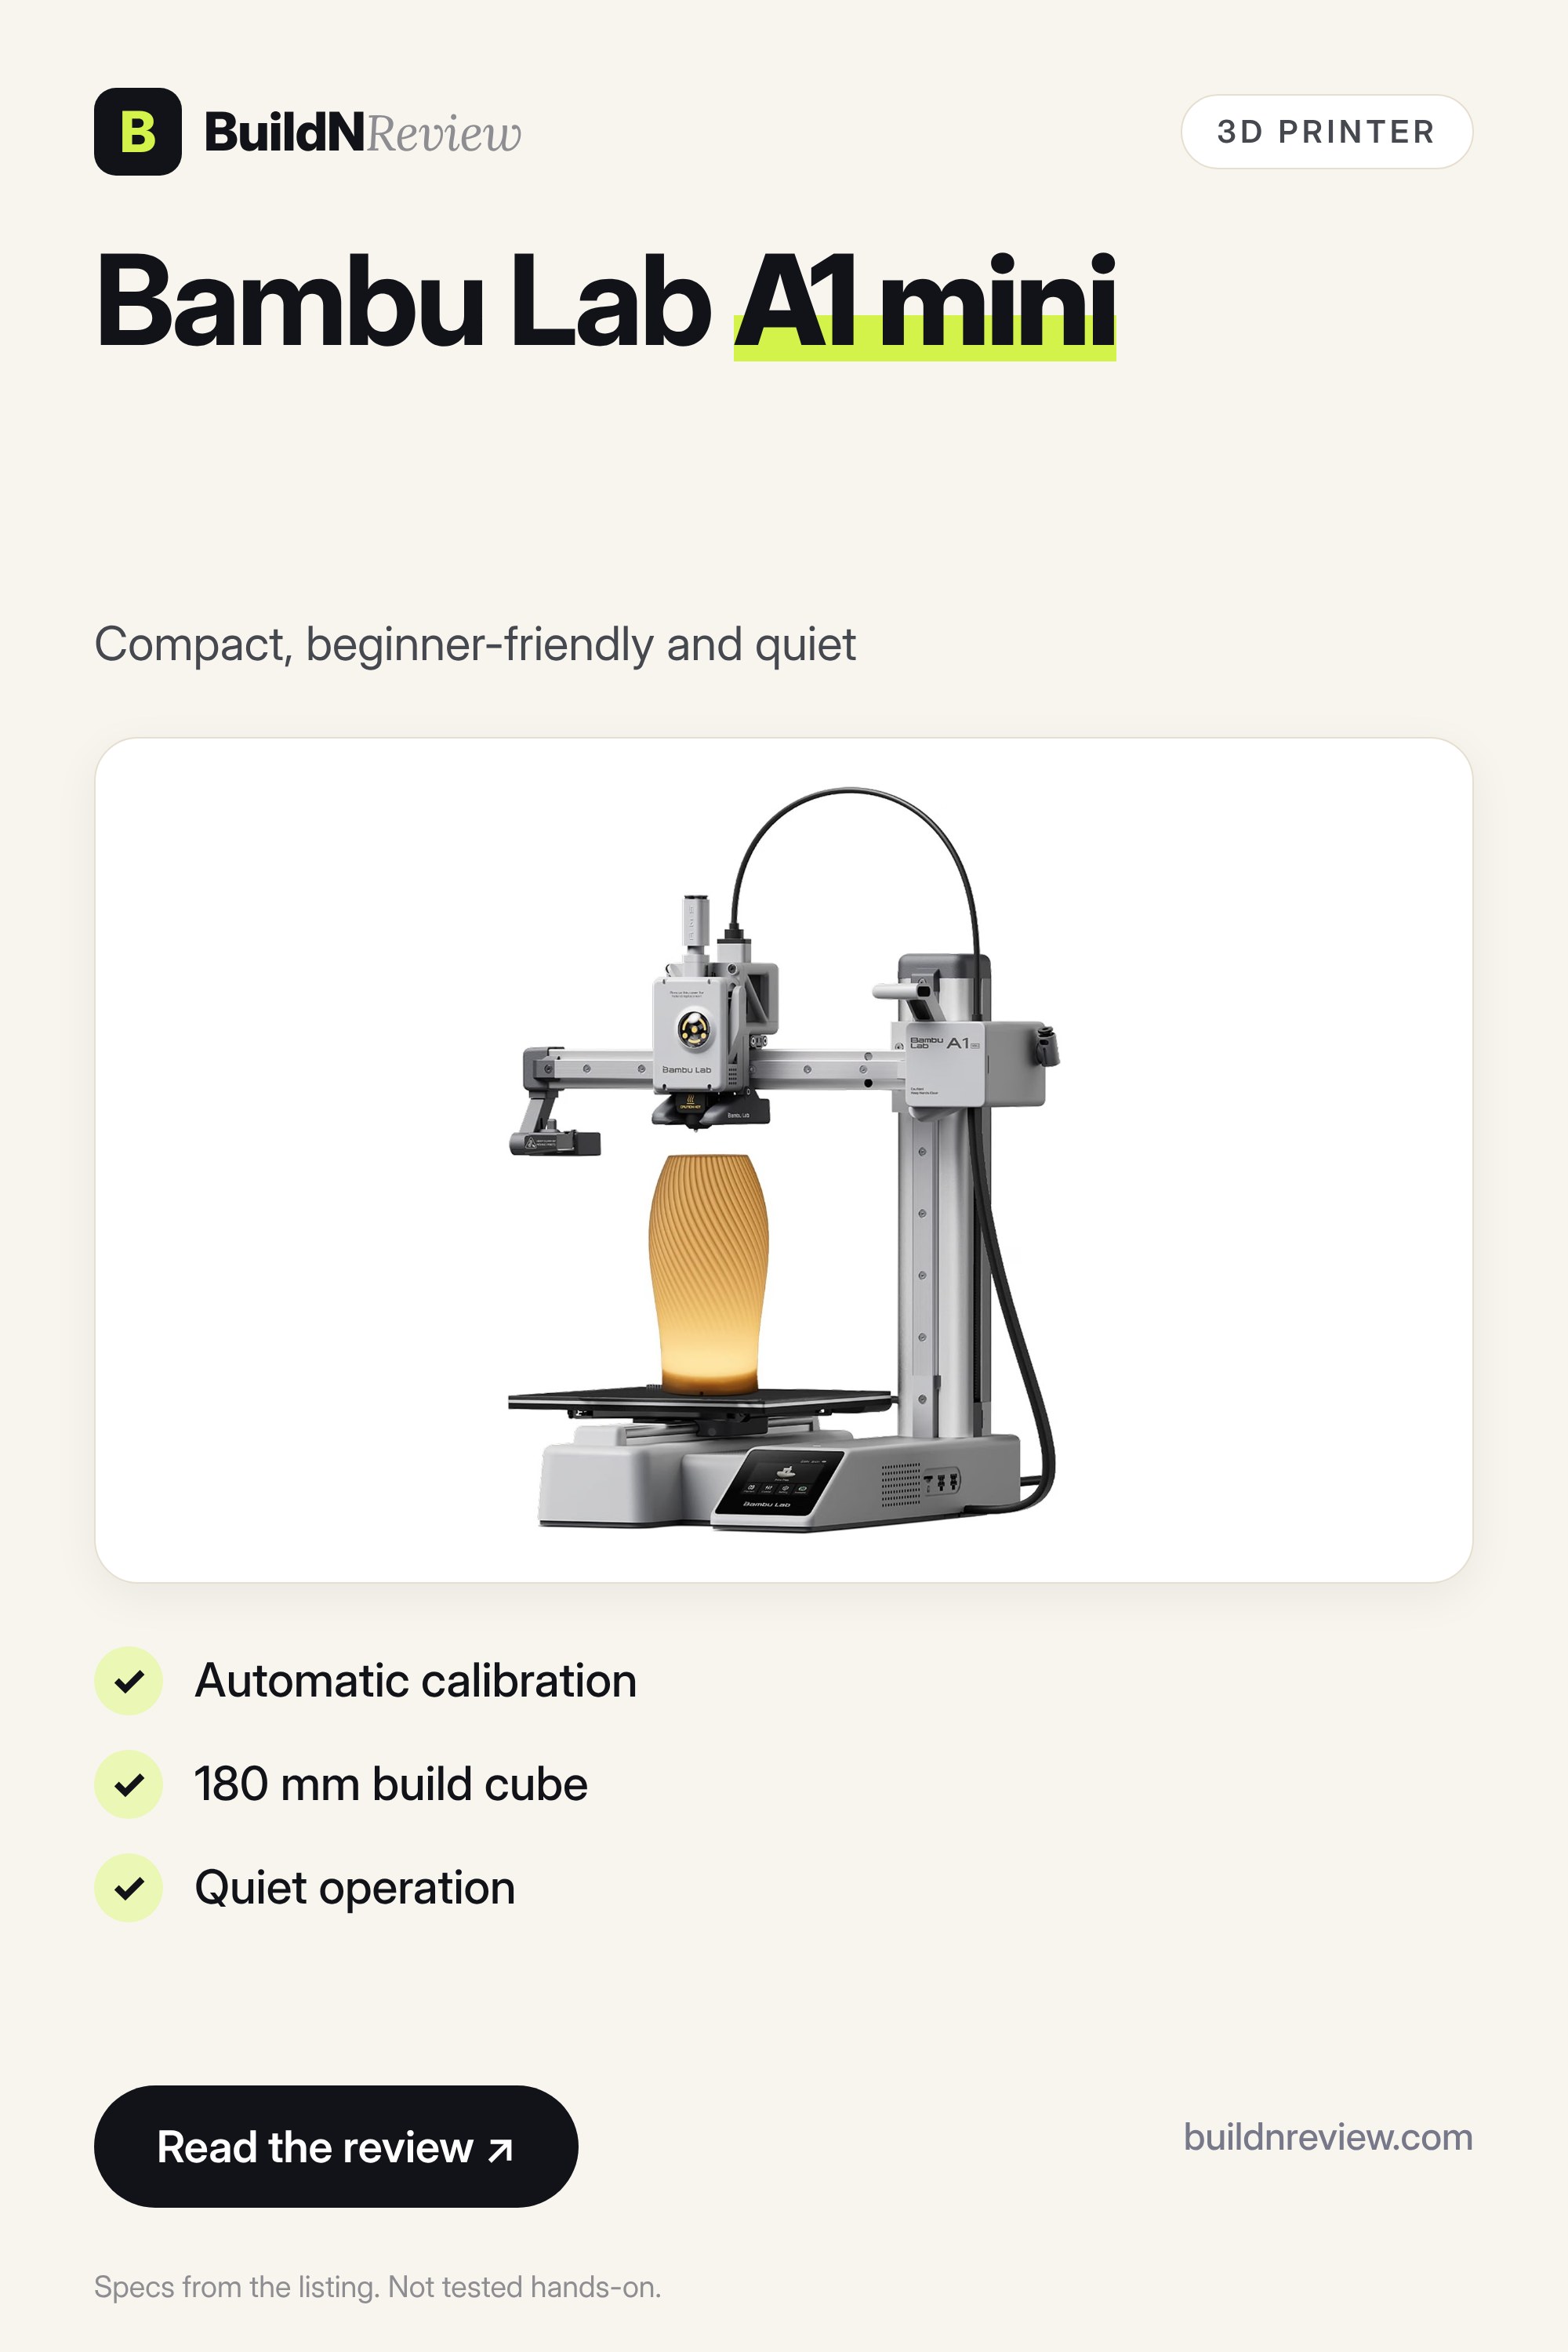 B BuildNReview
3D PRINTER
Bambu Lab A1 mini
Compact, beginner-friendly and quiet
Bambu Lab
Bambu Lab
Bambu
Lab A1
Bambu Lab
Automatic calibration
180 mm build cube
Quiet operation
Read the review ↗
buildnreview.com
Specs from the listing. Not tested hands-on.